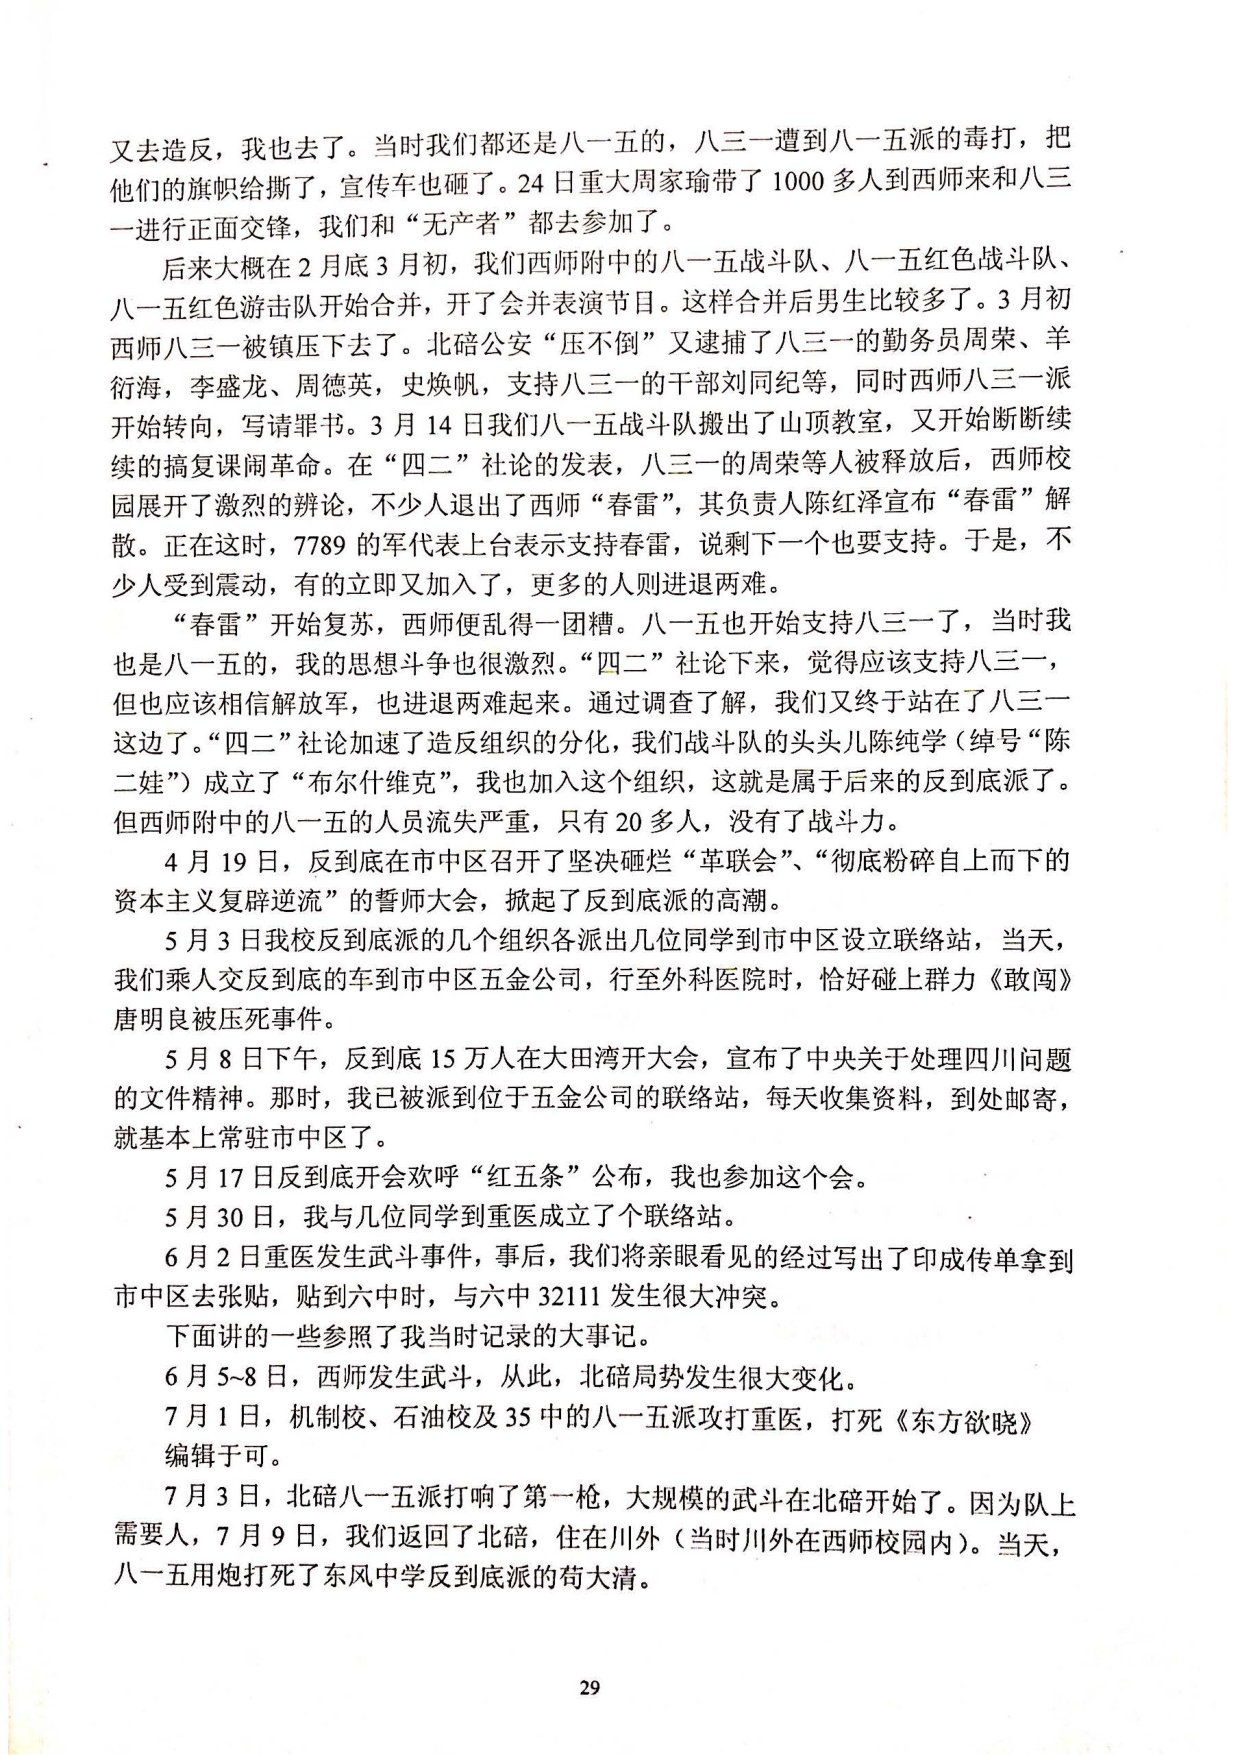 又去造反，我也去了。当时我们都还是八一五的，八三一遭到八一五派的毒打，把
他们的旗帜给撕了，宣传车也砸了。24 日重大周家瑜带了 1000 多人到西师来和八三
一进行正面交锋，我们和“无产者”都去参加了。
后来大概在 2 月底 3 月初，我们西师附中的八一五战斗队、八一五红色战斗队、
八一五红色游击队开始合并，开了会并表演节目。这样合并后男生比较多了。3 月初
西师八三一被镇压下去了。北碚公安“压不倒”又逮捕了八三一的勤务员周荣、羊
衍海，李盛龙、周德英，史焕帆，支持八三一的干部刘同纪等，同时西师八三一派
开始转向，写请罪书。3 月 14 日我们八一五战斗队搬出了山顶教室，又开始断断续
续的搞复课闹革命。在“四二”社论的发表，八三一的周荣等人被释放后，西师校
园展开了激烈的辨论，不少人退出了西师“春雷”，其负责人陈红泽宣布“春雷”解
散。正在这时，7789 的军代表上台表示支持春雷，说剩下一个也要支持。于是，不
少人受到震动，有的立即又加入了，更多的人则进退两难。
“春雷”开始复苏，西师便乱得一团糟。八一五也开始支持八三一了，当时我
也是八一五的，我的思想斗争也很激烈。“四二”社论下来，觉得应该支持八三一，
但也应该相信解放军，也进退两难起来。通过调查了解，我们又终于站在了八三一
这边了。“四二”社论加速了造反组织的分化，我们战斗队的头头儿陈纯学（绰号“陈
二娃”）成立了“布尔什维克”，我也加入这个组织，这就是属于后来的反到底派了。
但西师附中的八一五的人员流失严重，只有 20 多人，没有了战斗力。
4 月 19 日，反到底在市中区召开了坚决砸烂“革联会”、“彻底粉碎自上而下的
资本主义复辟逆流”的誓师大会，掀起了反到底派的高潮。
5 月 3 日我校反到底派的几个组织各派出几位同学到市中区设立联络站，当天，
我们乘人交反到底的车到市中区五金公司，行至外科医院时，恰好碰上群力《敢闯》
唐明良被压死事件。
5 月 8 日下午，反到底 15 万人在大田湾开大会，宣布了中央关于处理四川问题
的文件精神。那时，我已被派到位于五金公司的联络站，每天收集资料，到处邮寄，
就基本上常驻市中区了。
5 月 17 日反到底开会欢呼“红五条”公布，我也参加这个会。
5 月 30 日，我与几位同学到重医成立了个联络站。
6 月 2 日重医发生武斗事件，事后，我们将亲眼看见的经过写出了印成传单拿到
市中区去张贴，贴到六中时，与六中 32111 发生很大冲突。
下面讲的一些参照了我当时记录的大事记。
6 月 5~8 日，西师发生武斗，从此，北碚局势发生很大变化。
7 月 1 日，机制校、石油校及 35 中的八一五派攻打重医，打死《东方欲晓》
编辑于可。
7 月 3 日，北碚八一五派打响了第一枪，大规模的武斗在北碚开始了。因为队上
需要人，7 月 9 日，我们返回了北碚，住在川外（当时川外在西师校园内）。当天，
八一五用炮打死了东风中学反到底派的苟大清。
29